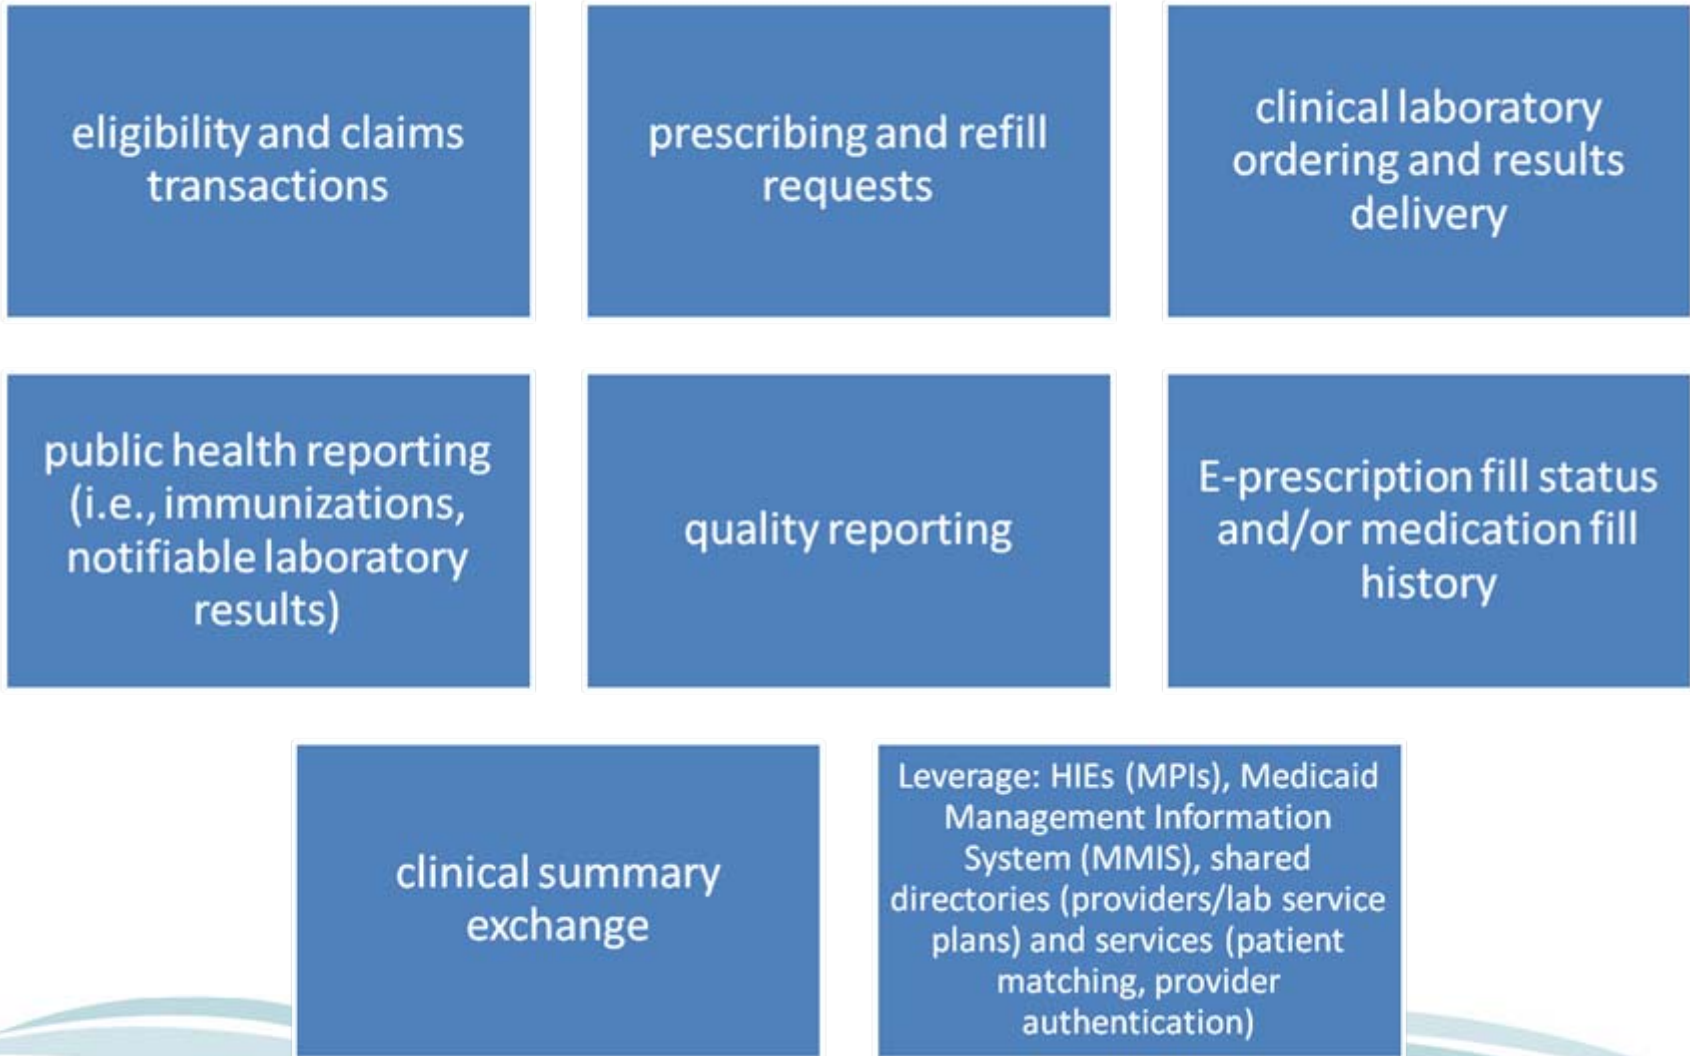 eligibility and claims
transactions
prescribing and refill
requests
clinical laboratory
ordering and results
delivery
public health reporting
(i.e., immunizations,
notifiable laboratory
results)
quality reporting
E-prescription fill status
and/or medication fill
history
clinical summary
exchange
Leverage: HIEs (MPIs), Medicaid
Management Information
System (MMIS), shared
directories (providers/lab service
plans) and services (patient
matching, provider
authentication)